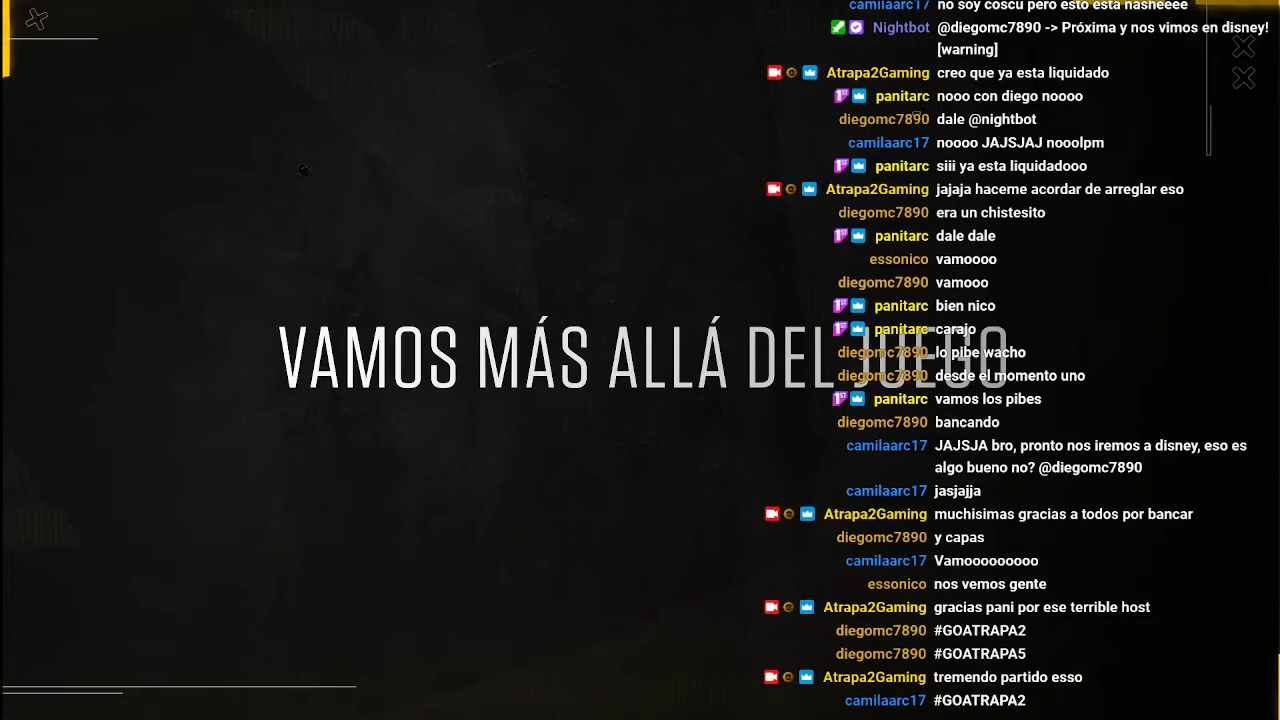 camilaarc17 no soy coscu pero esto esta nasheeee
Nightbot @diegomc7890 -> Próxima y nos vimos en disney!
[warning]
Atrapa2Gaming creo que ya esta liquidado
panitarc nooo con diego noooo
diegomc7890 dale @nightbot
camilaarc17 noooo JAJSJAJ nooolpm
panitarc siii ya esta liquidadooo
Atrapa2Gaming jajaja haceme acordar de arreglar eso
diegomc7890 era un chistesito
panitarc dale dale
essonico vamoooo
diegomc7890 vamooo
panitarc bien nico
panitarc carajo
VAMOS MÁS ALLÁ DEL JUEGO
diegomc7890 lo pibe wacho
diegomc7890 desde el momento uno
panitarc vamos los pibes
diegomc7890 bancando
camilaarc17 JAJSJA bro, pronto nos iremos a disney, eso es
algo bueno no? @diegomc7890
camilaarc17 jasjajja
Atrapa2Gaming muchisimas gracias a todos por bancar
diegomc7890 y capas
camilaarc17 Vamooooooooo
essonico nos vemos gente
Atrapa2Gaming gracias pani por ese terrible host
diegomc7890 #GOATRAPA2
diegomc7890 #GOATRAPA5
Atrapa2Gaming tremendo partido esso
camilaarc17 #GOATRAPA2